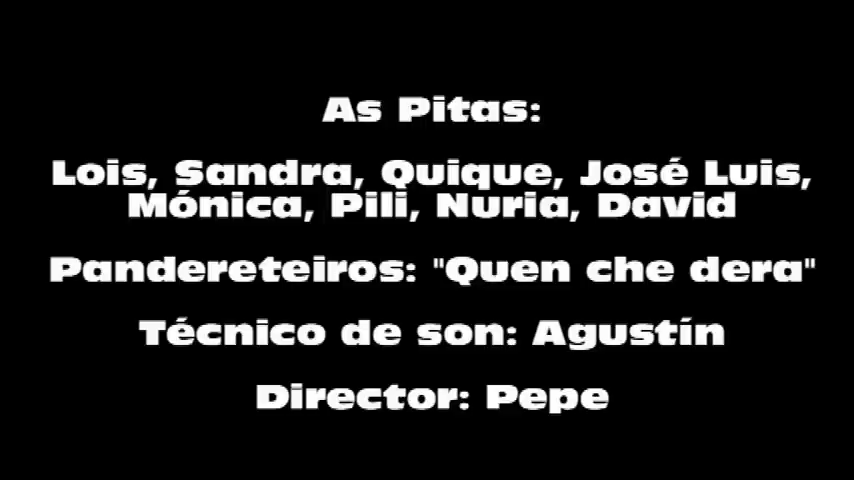 As Pitas:
Lois, Sandra, Quique, José Luis,
Mónica, Pili, Nuria, David
Pandereteiros: "Quen che dera"
Técnico de son: Agustín
Director: Pepe